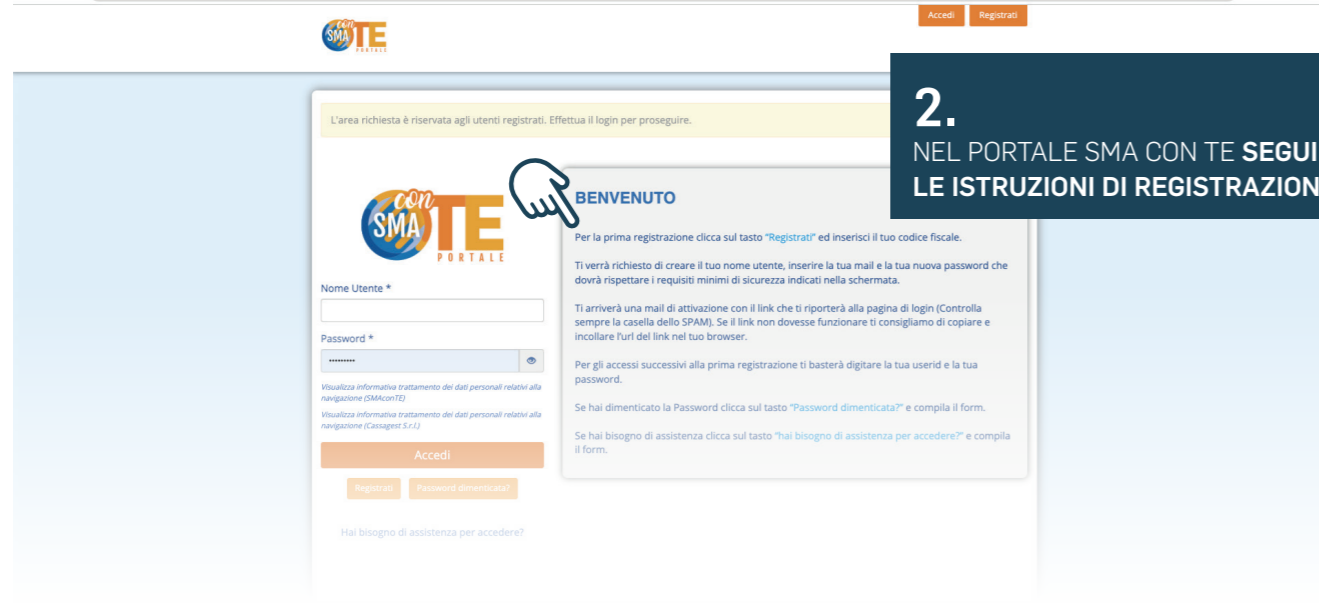 con
SMA TE
PORTALE
Accedi
Registrati
2.
NEL PORTALE SMA CON TE SEGUI
LE ISTRUZIONI DI REGISTRAZION
L'area richiesta è riservata agli utenti registrati. Effettua il login per proseguire.
con
SMA TE
PORTALE
Nome Utente *
Password *
Visualizza informativa trattamento dei dati personali relativi alla
navigazione (SMAconTE)
Visualizza informativa trattamento dei dati personali relativi alla
navigazione (Cassagest S.r.l.)
Accedi
Registrati
Password dimenticata?
Hai bisogno di assistenza per accedere?
BENVENUTO
Per la prima registrazione clicca sul tasto "Registrati" ed inserisci il tuo codice fiscale.
Ti verrà richiesto di creare il tuo nome utente, inserire la tua mail e la tua nuova password che
dovrà rispettare i requisiti minimi di sicurezza indicati nella schermata.
Ti arriverà una mail di attivazione con il link che ti riporterà alla pagina di login (Controlla
sempre la casella dello SPAM). Se il link non dovesse funzionare ti consigliamo di copiare e
incollare l'url del link nel tuo browser.
Per gli accessi successivi alla prima registrazione ti basterà digitare la tua userid e la tua
password.
Se hai dimenticato la Password clicca sul tasto "Password dimenticata?" e compila il form.
Se hai bisogno di assistenza clicca sul tasto "hai bisogno di assistenza per accedere?" e compila
il form.